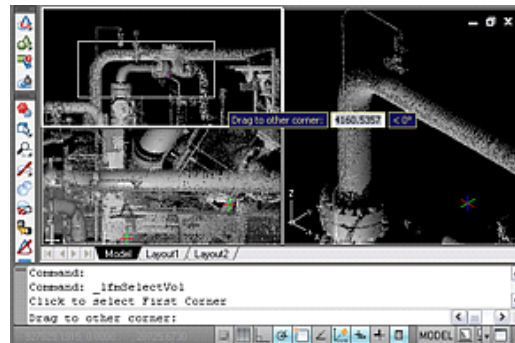 Drag to other corner: 4160.5357 < 0°
Z
Model Layout1 Layout2
Command:
Command: _lfmSelectVol
Click to select First Corner
Drag to other corner:
MODEL